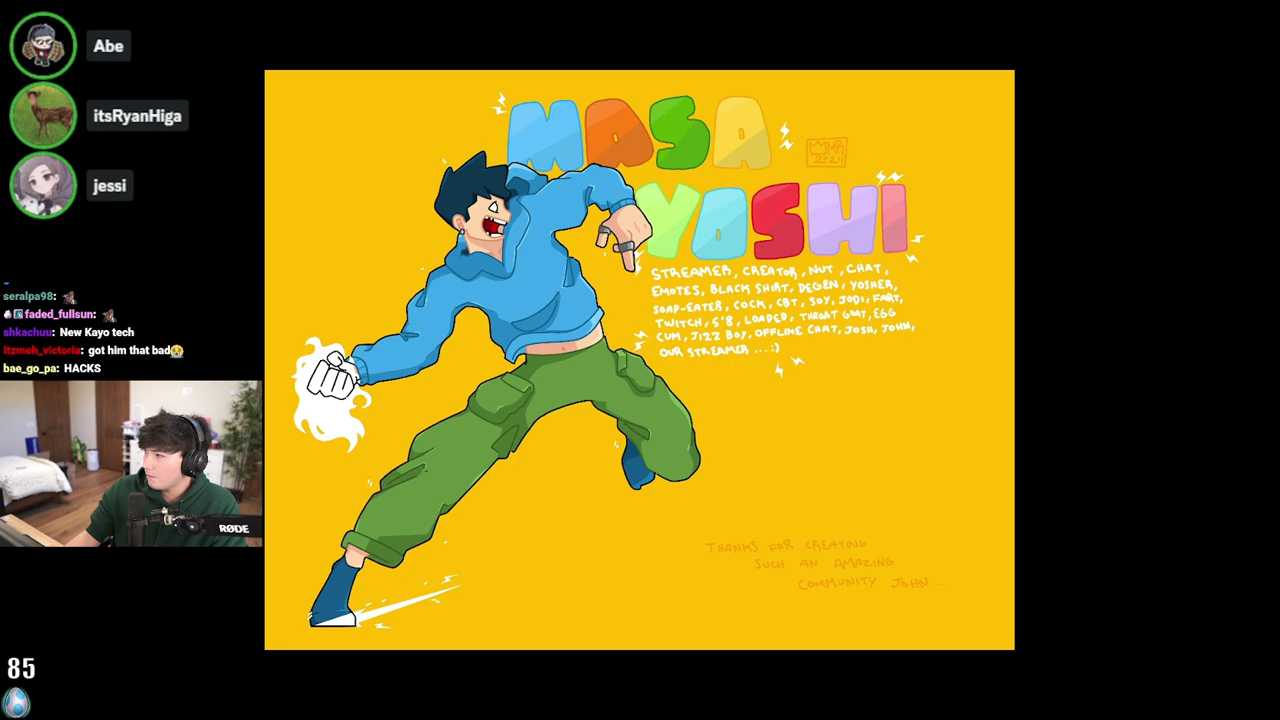 Abe
itsRyanHiga
jessi
seralpa98:
faded_fullsun:
shkachuu: New Kayo tech
itzmeh_victoria: got him that bad
bae_go_pa: HACKS
RØDE
85
MASA
MR
2024
YOSHI
STREAMER, CREATOR, NUT, CHAT,
EMOTES, BLACK SHIRT, DEGEN, YOSHER,
SOAP-EATER, COCK, CBT, SOY, JODI, FART,
TWITCH, 5'8, LOADED, THROAT GOAT, EGG
CUM, JIZZ BOY, OFFLINE CHAT, JOSH, JOHN,
OUR STREAMER ... :)
THANKS FOR CREATING
SUCH AN AMAZING
COMMUNITY JOHN ...